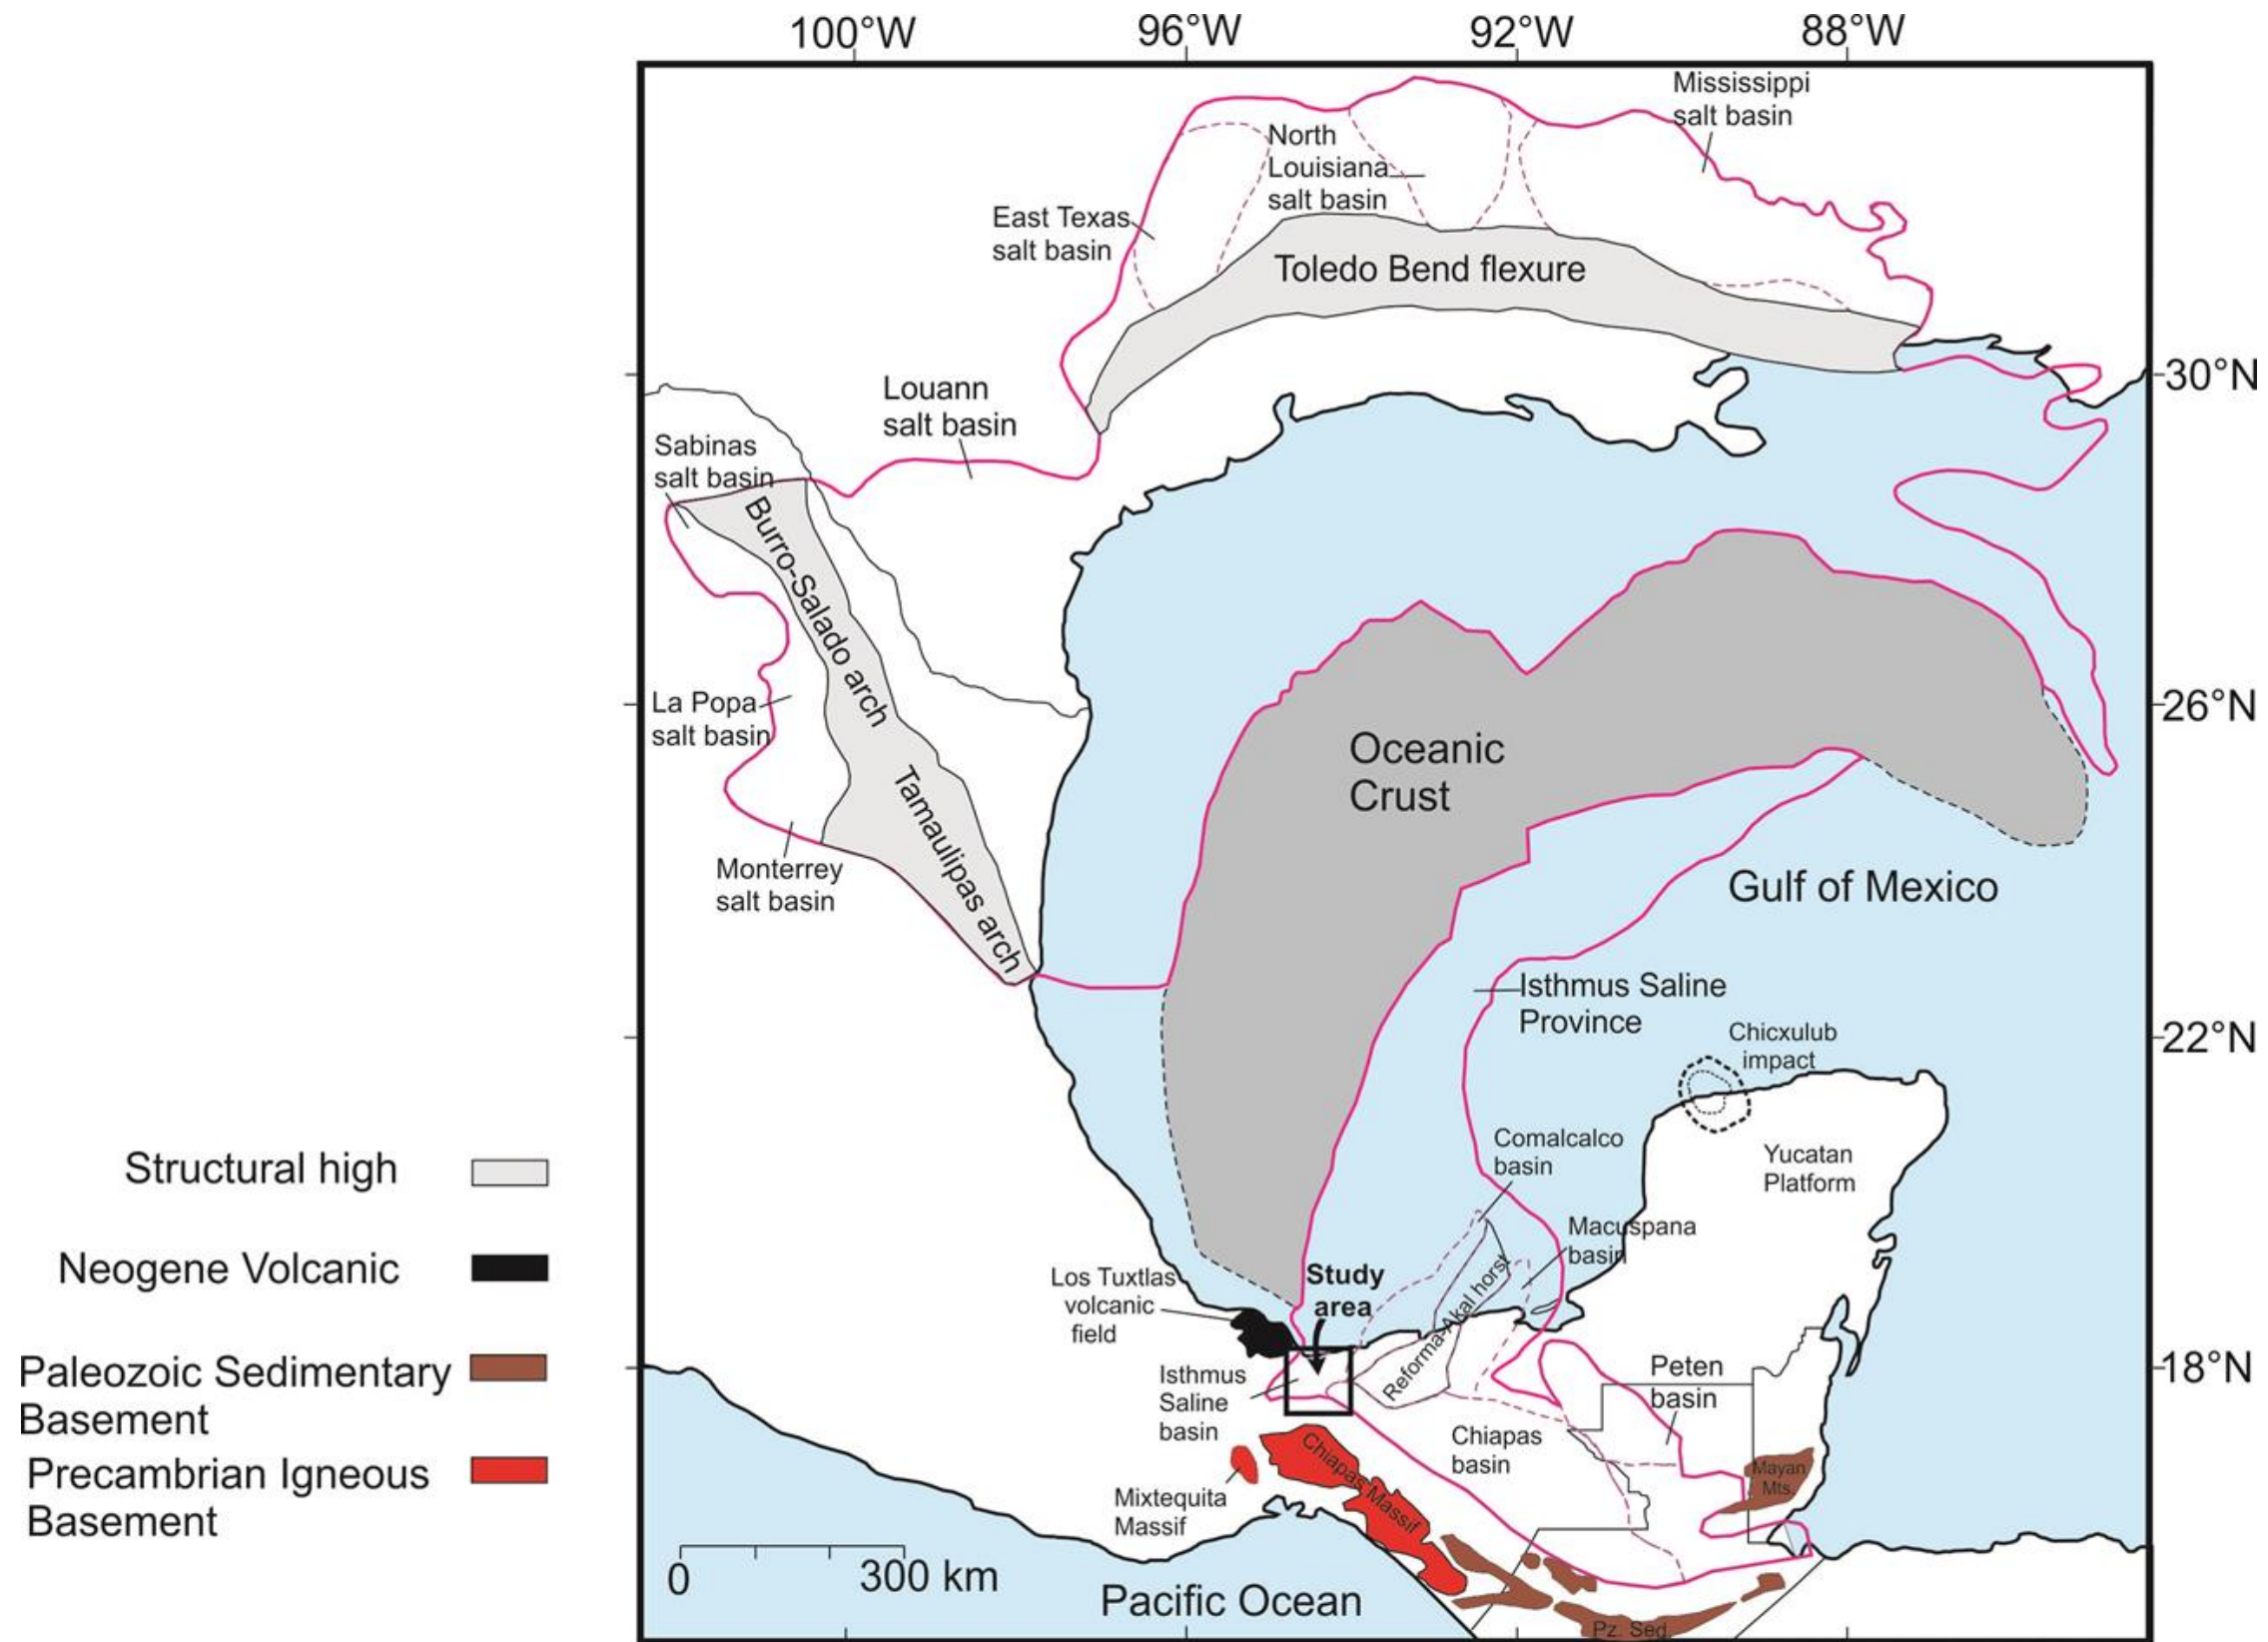 100°W
96°W
92°W
88°W
Mississippi
salt basin
North
Louisiana
salt basin
East Texas
salt basin
Toledo Bend flexure
30°N
Louann
salt basin
Sabinas
salt basin
Burro-Salado arch
La Popa
salt basin
26°N
Oceanic
Crust
Tamaulipas arch
Monterrey
salt basin
Gulf of Mexico
Isthmus Saline
Province
22°N
Chicxulub
impact
Comalcalco
basin
Yucatan
Platform
Structural high
Macuspana
basin
Neogene Volcanic
Los Tuxtlas
volcanic
field
Study
area
Reforma-Akal horst
18°N
Paleozoic Sedimentary
Basement
Isthmus
Saline
basin
Peten
basin
Chiapas
basin
Precambrian Igneous
Basement
Chiapas Massif
Mayan
Mts.
Mixtequita
Massif
0
300 km
Pacific Ocean
Pz. Sed.